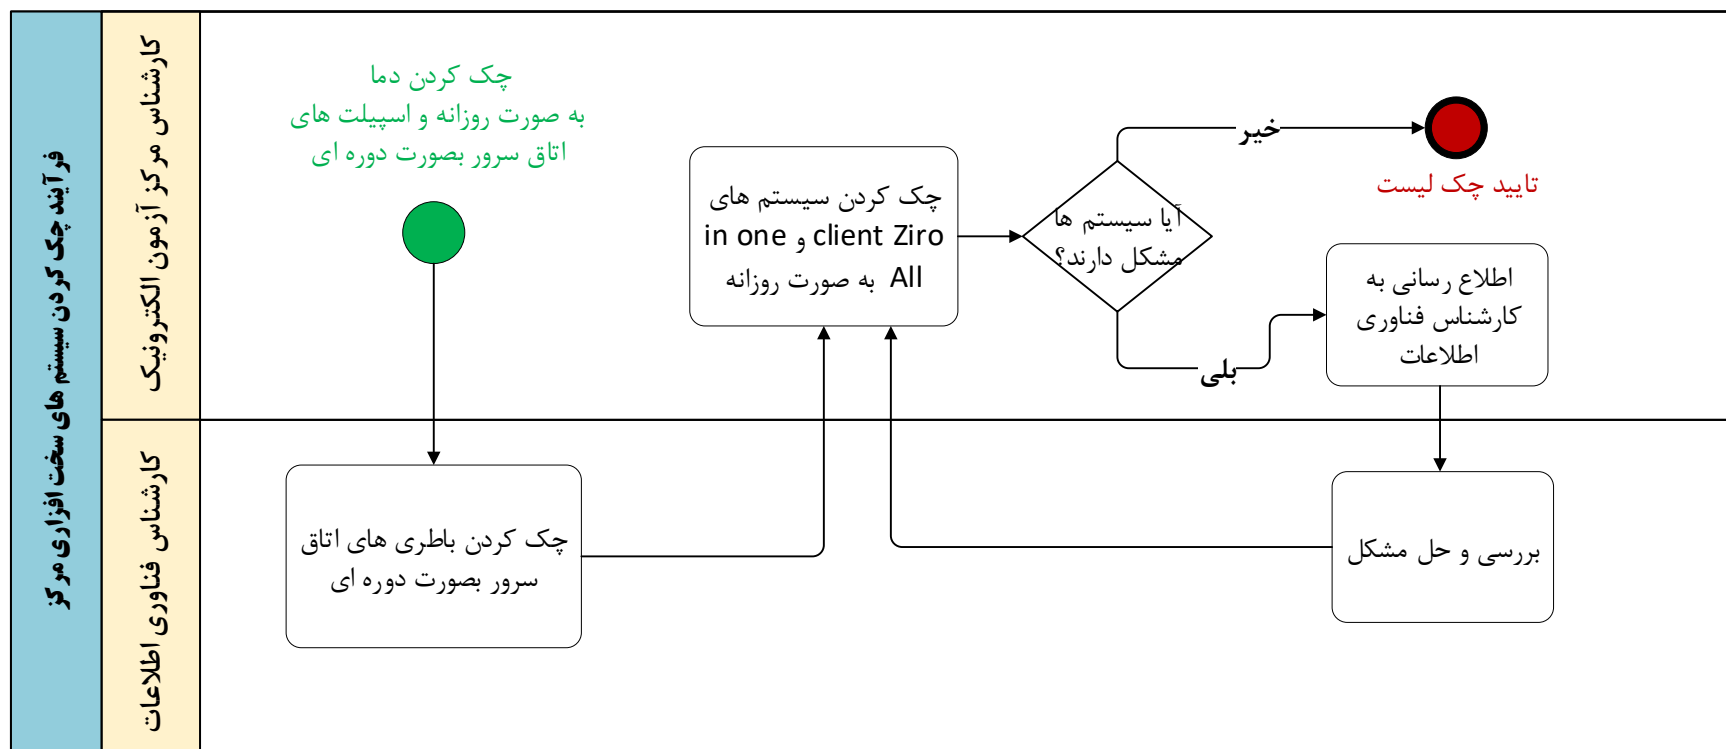 فرآیند چک کردن سیستم های سخت افزاری مرکز
کارشناس مرکز آزمون الکترونیک
کارشناس فناوری اطلاعات
چک کردن دما
به صورت روزانه و اسپیلت های
اتاق سرور بصورت دوره ای
چک کردن باطری های اتاق
سرور بصورت دوره ای
چک کردن سیستم های
in one و client Ziro
All به صورت روزانه
آیا سیستم ها
مشکل دارند؟
خیر
تایید چک لیست
بلی
اطلاع رسانی به
کارشناس فناوری
اطلاعات
بررسی و حل مشکل